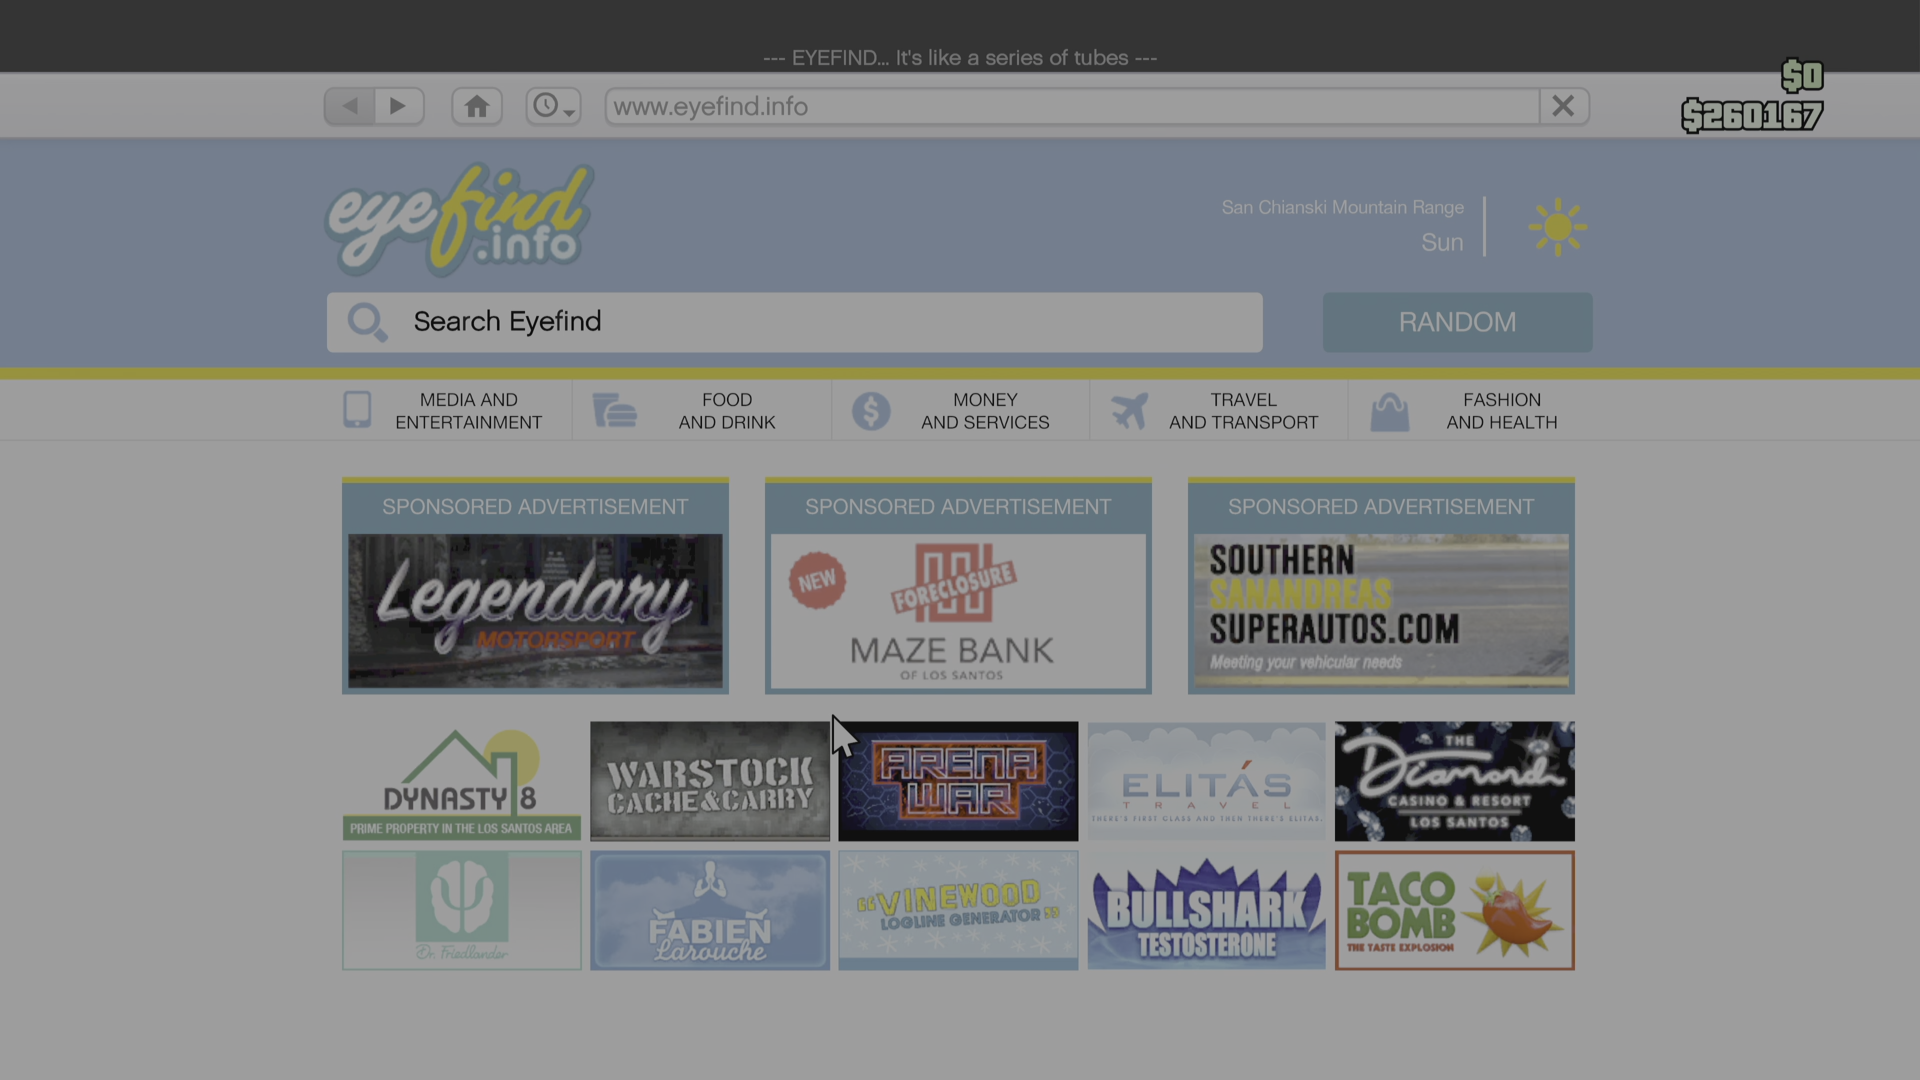 --- EYEFIND... It's like a series of tubes ---
$0
www.eyefind.info
$260167
eyefind
.info
San Chianski Mountain Range
Sun
Search Eyefind
RANDOM
MEDIA AND
ENTERTAINMENT
FOOD
AND DRINK
MONEY
AND SERVICES
TRAVEL
AND TRANSPORT
FASHION
AND HEALTH
SPONSORED ADVERTISEMENT
Legendary
MOTORSPORT
SPONSORED ADVERTISEMENT
NEW
FORECLOSURE
MAZE BANK
OF LOS SANTOS
SPONSORED ADVERTISEMENT
SOUTHERN
SANANDREAS
SUPERAUTOS.COM
Meeting your vehicular needs
DYNASTY 8
PRIME PROPERTY IN THE LOS SANTOS AREA
WARSTOCK
CACHE&CARRY
ARENA
WAR
ELITÁS
TRAVEL
THERE'S FIRST CLASS AND THEN THERE'S ELITAS.
THE
Diamond
CASINO & RESORT
LOS SANTOS
Dr. Friedlander
FABIEN
Larouche
"VINEWOOD
LOGLINE GENERATOR"
BULLSHARK
TESTOSTERONE
TACO
BOMB
THE TASTE EXPLOSION